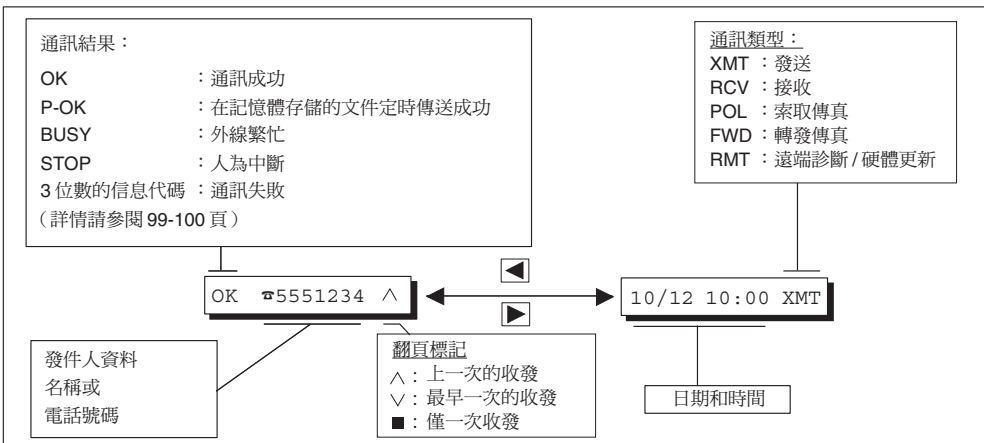 通訊結果：
OK ：通訊成功
P-OK ：在記憶體存儲的文件定時傳送成功
BUSY ：外線繁忙
STOP ：人為中斷
3 位數的信息代碼 ：通訊失敗
（詳情請參閱 99-100 頁）
通訊類型：
XMT ：發送
RCV ：接收
POL ：索取傳真
FWD ：轉發傳真
RMT ：遠端診斷 / 硬體更新
OK ☎5551234 ∧
10/12 10:00 XMT
發件人資料
名稱或
電話號碼
翻頁標記
∧：上一次的收發
∨：最早一次的收發
■：僅一次收發
日期和時間